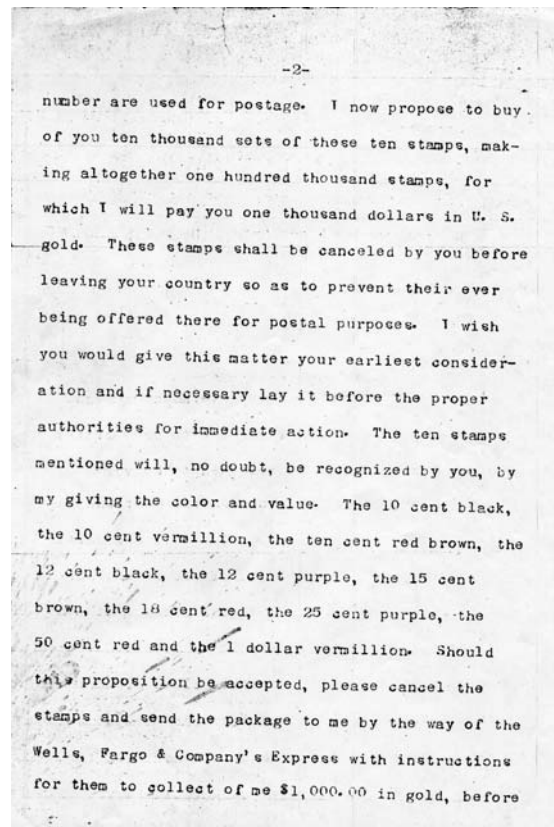 -2-
number are used for postage. I now propose to buy
of you ten thousand sets of these ten stamps, mak-
ing altogether one hundred thousand stamps, for
which I will pay you one thousand dollars in U. S.
gold. These stamps shall be canceled by you before
leaving your country so as to prevent their ever
being offered there for postal purposes. I wish
you would give this matter your earliest consider-
ation and if necessary lay it before the proper
authorities for immediate action. The ten stamps
mentioned will, no doubt, be recognized by you, by
my giving the color and value. The 10 cent black,
the 10 cent vermillion, the ten cent red brown, the
12 cent black, the 12 cent purple, the 15 cent
brown, the 18 cent red, the 25 cent purple, the
50 cent red and the 1 dollar vermillion. Should
this proposition be accepted, please cancel the
stamps and send the package to me by the way of the
Wells, Fargo & Company's Express with instructions
for them to collect of me $1,000.00 in gold, before